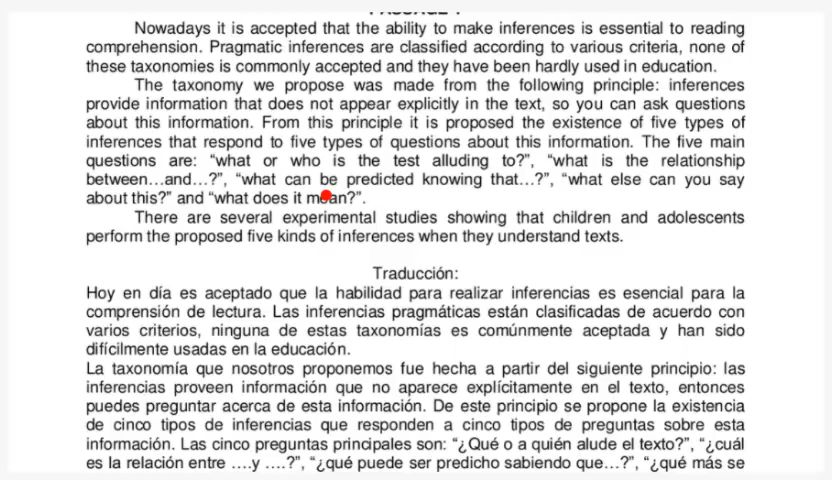 Nowadays it is accepted that the ability to make inferences is essential to reading
comprehension. Pragmatic inferences are classified according to various criteria, none of
these taxonomies is commonly accepted and they have been hardly used in education.
The taxonomy we propose was made from the following principle: inferences
provide information that does not appear explicitly in the text, so you can ask questions
about this information. From this principle it is proposed the existence of five types of
inferences that respond to five types of questions about this information. The five main
questions are: “what or who is the test alluding to?”, “what is the relationship
between...and...?”, “what can be predicted knowing that...?”, “what else can you say
about this?” and “what does it mean?”.
There are several experimental studies showing that children and adolescents
perform the proposed five kinds of inferences when they understand texts.
Traducción:
Hoy en día es aceptado que la habilidad para realizar inferencias es esencial para la
comprensión de lectura. Las inferencias pragmáticas están clasificadas de acuerdo con
varios criterios, ninguna de estas taxonomías es comúnmente aceptada y han sido
difícilmente usadas en la educación.
La taxonomía que nosotros proponemos fue hecha a partir del siguiente principio: las
inferencias proveen información que no aparece explícitamente en el texto, entonces
puedes preguntar acerca de esta información. De este principio se propone la existencia
de cinco tipos de inferencias que responden a cinco tipos de preguntas sobre esta
información. Las cinco preguntas principales son: “¿Qué o a quién alude el texto?”, “¿cuál
es la relación entre ....y ....?”, “¿qué puede ser predicho sabiendo que...?”, “¿qué más se